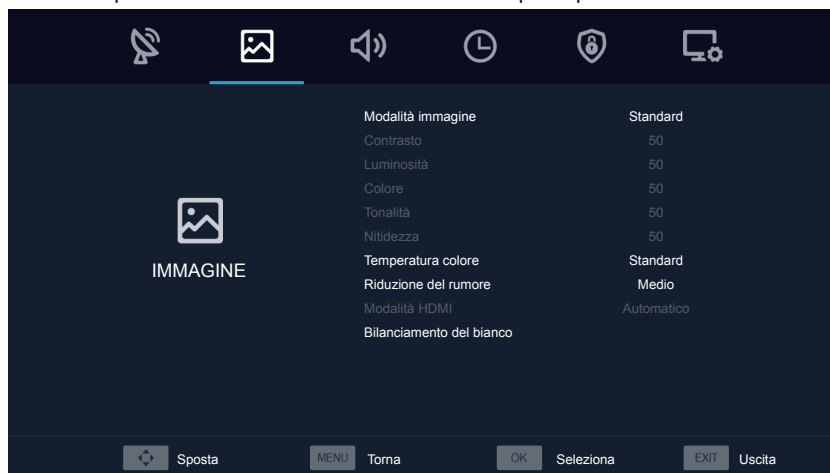 Modalità immagine Standard
Contrasto 50
Luminosità 50
Colore 50
Tonalità 50
Nitidezza 50
Temperatura colore Standard
Riduzione del rumore Medio
Modalità HDMI Automatico
Bilanciamento del bianco
IMMAGINE
Sposta MENU Torna OK Seleziona EXIT Uscita